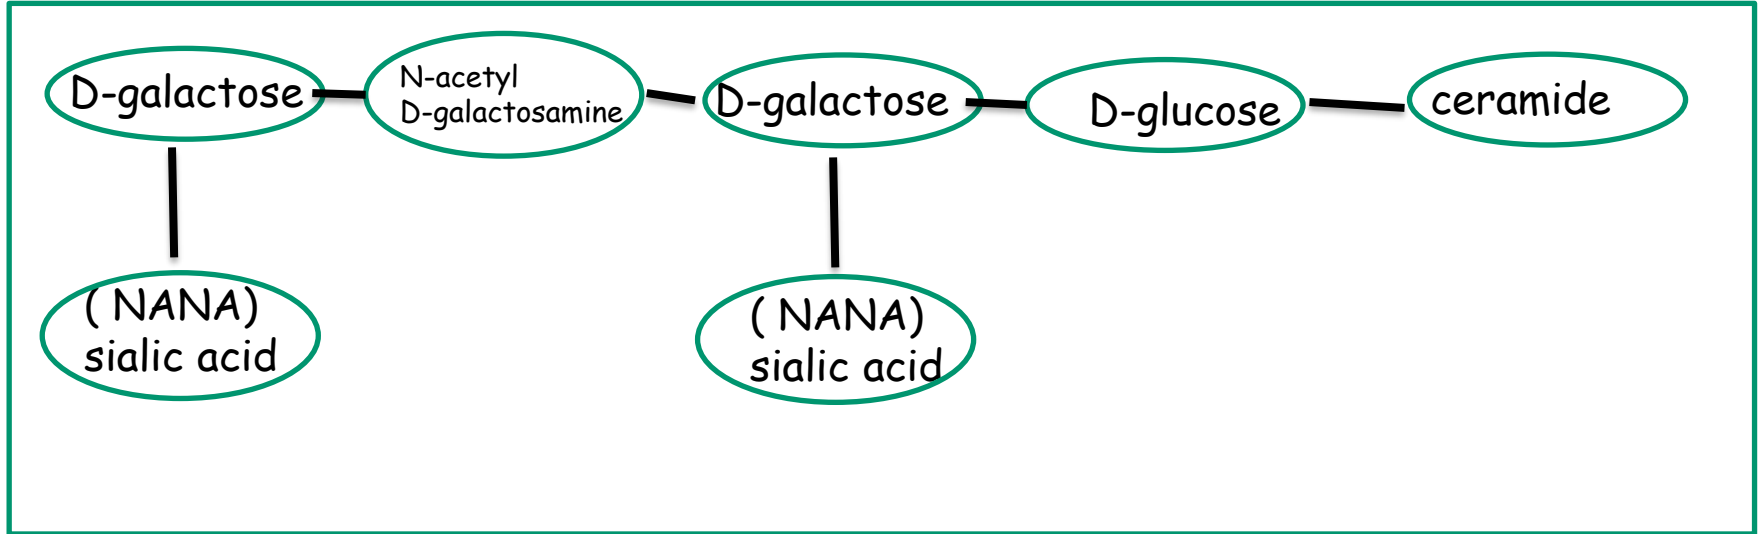 D-galactose
N-acetyl
D-galactosamine
D-galactose
D-glucose
ceramide
( NANA)
sialic acid
( NANA)
sialic acid